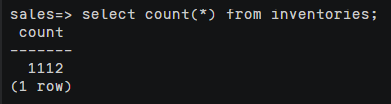 sales=> select count(*) from inventories;
 count
-------
  1112
(1 row)